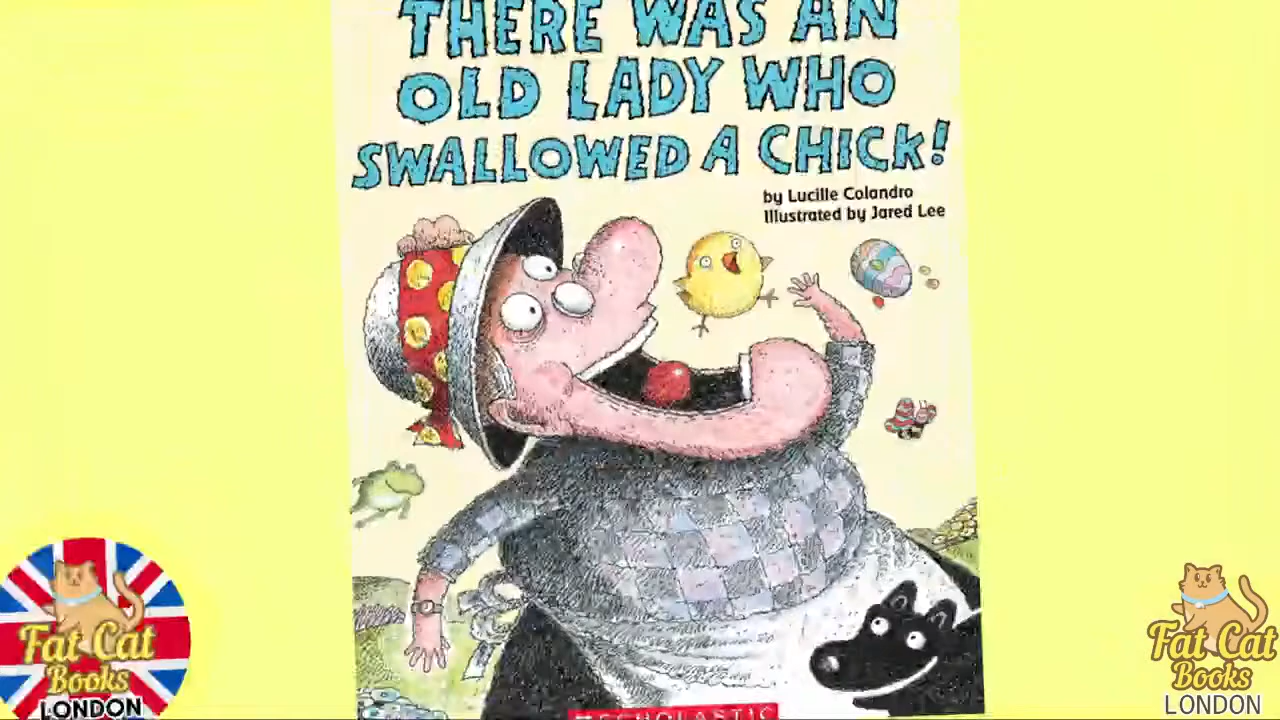 THERE WAS AN
OLD LADY WHO
SWALLOWED A CHICK!
by Lucille Colandro
Illustrated by Jared Lee
SCHOLASTIC
Fat Cat
Books
LONDON
Fat Cat
Books
LONDON